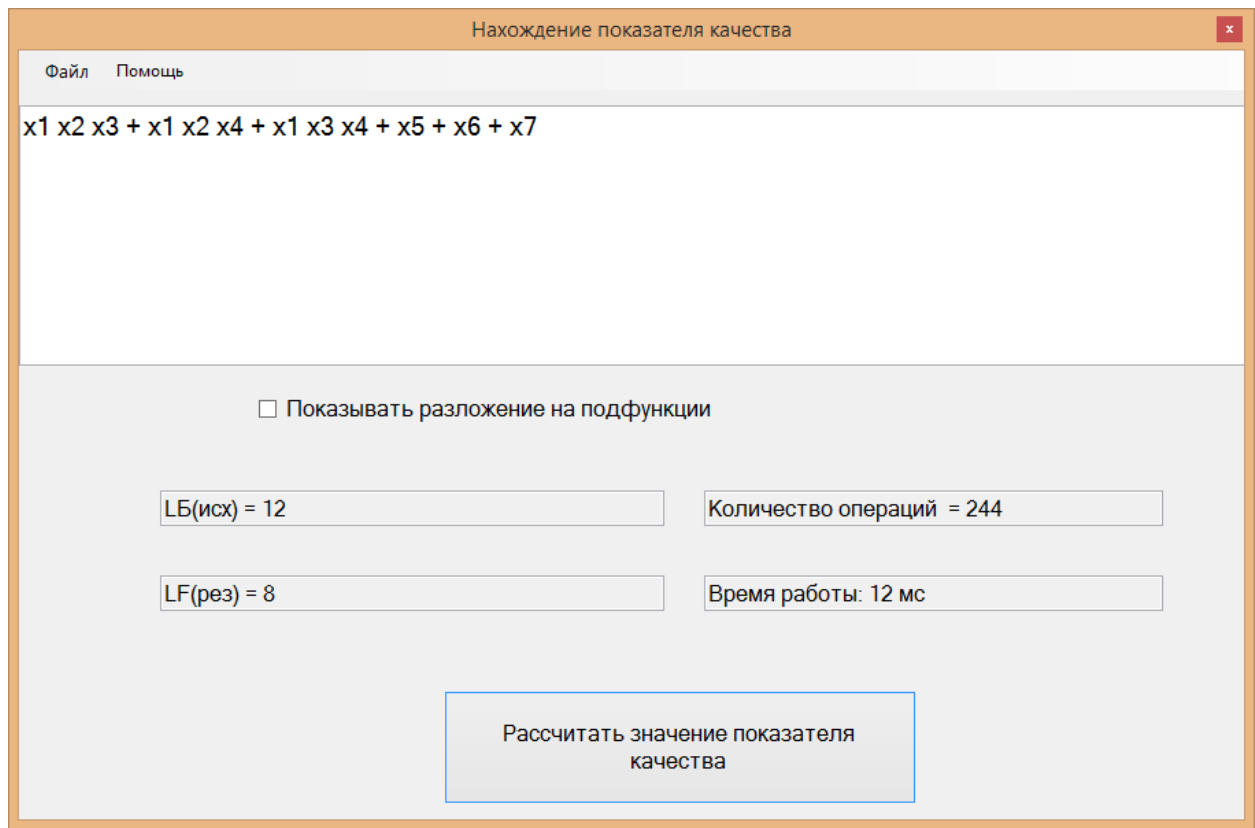 Нахождение показателя качества
x
Файл Помощь
x1 x2 x3 + x1 x2 x4 + x1 x3 x4 + x5 + x6 + x7
Показывать разложение на подфункции
LБ(исх) = 12
Количество операций = 244
LF(рез) = 8
Время работы: 12 мс
Рассчитать значение показателя
качества